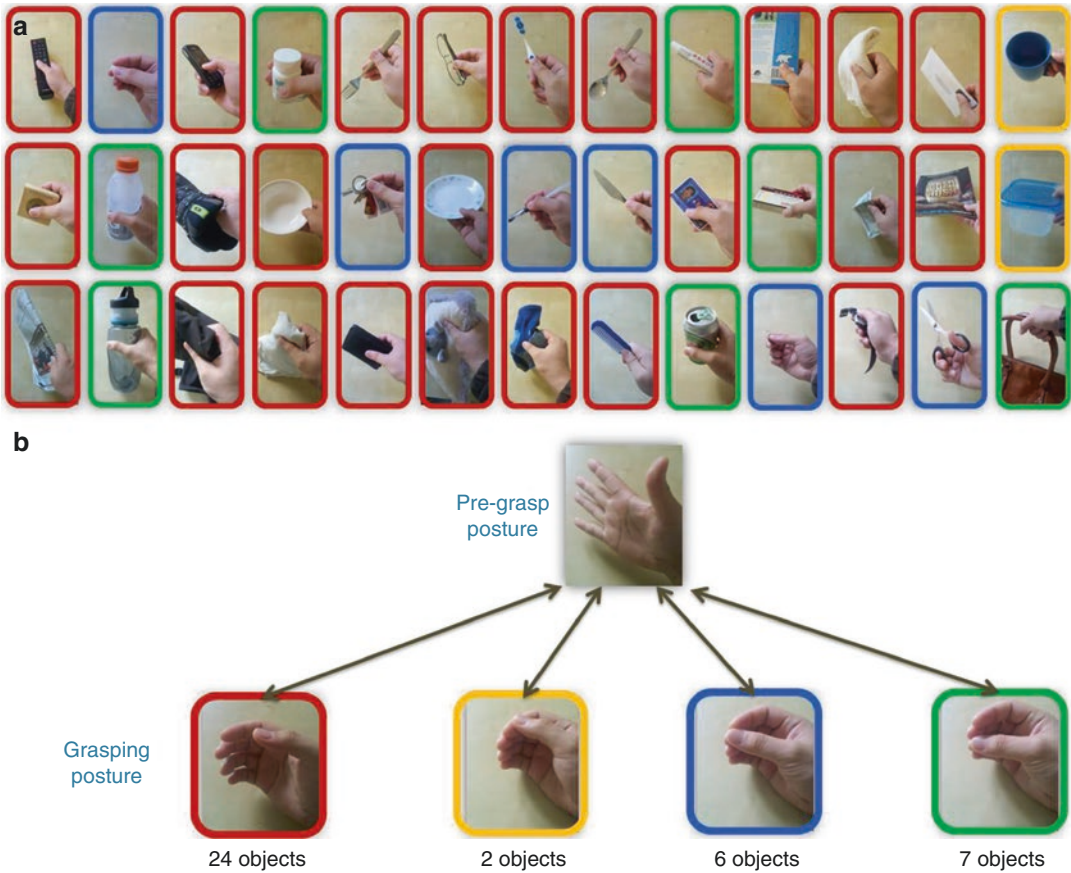 a
b
Pre-grasp
posture
Grasping
posture
24 objects
2 objects
6 objects
7 objects